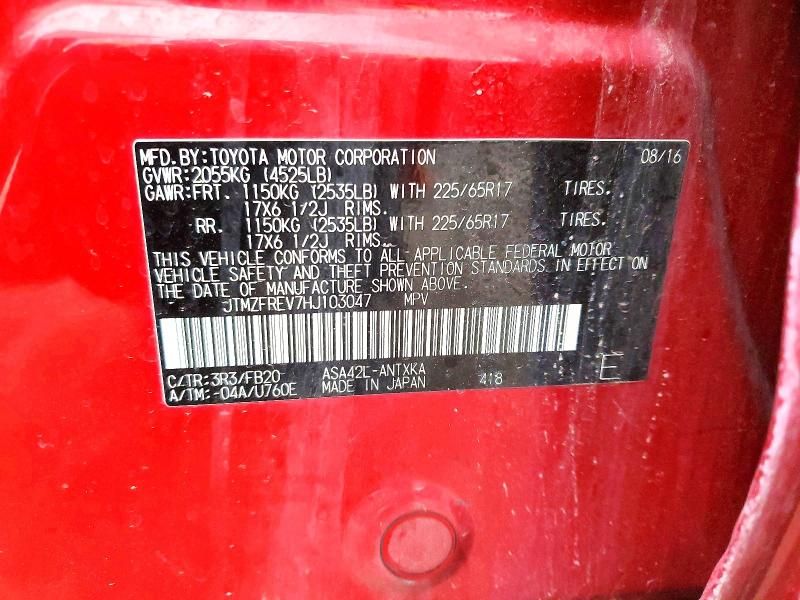 MFD.BY:TOYOTA MOTOR CORPORATION 08/16
GVWR:2055KG (4525LB)
GAWR:FRT. 1150KG (2535LB) WITH 225/65R17 TIRES.
17X6 1/2J RIMS.
RR. 1150KG (2535LB) WITH 225/65R17 TIRES.
17X6 1/2J RIMS.
THIS VEHICLE CONFORMS TO ALL APPLICABLE FEDERAL MOTOR
VEHICLE SAFETY AND THEFT PREVENTION STANDARDS IN EFFECT ON
THE DATE OF MANUFACTURE SHOWN ABOVE.
JTMZFREV7HJ103047 MPV
C/TR:3R3/FB20 ASA42L-ANTXKA
A/TM:-04A/U760E MADE IN JAPAN 418 E